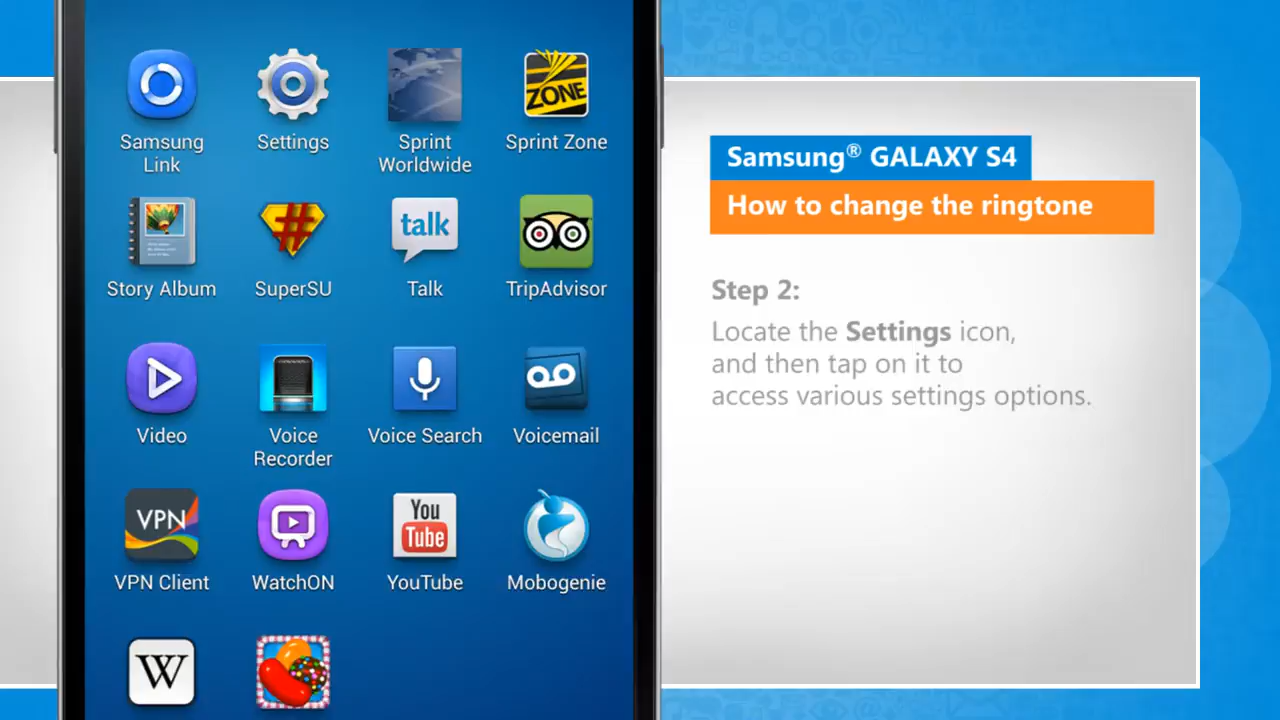 Samsung
Link
Settings
Sprint
Worldwide
ZONE
Sprint Zone
Story Album
#
SuperSU
talk
Talk
TripAdvisor
Video
Voice
Recorder
Voice Search
Voicemail
VPN
VPN Client
WatchON
You
Tube
YouTube
Mobogenie
W
Samsung® GALAXY S4
How to change the ringtone
Step 2:
Locate the Settings icon,
and then tap on it to
access various settings options.